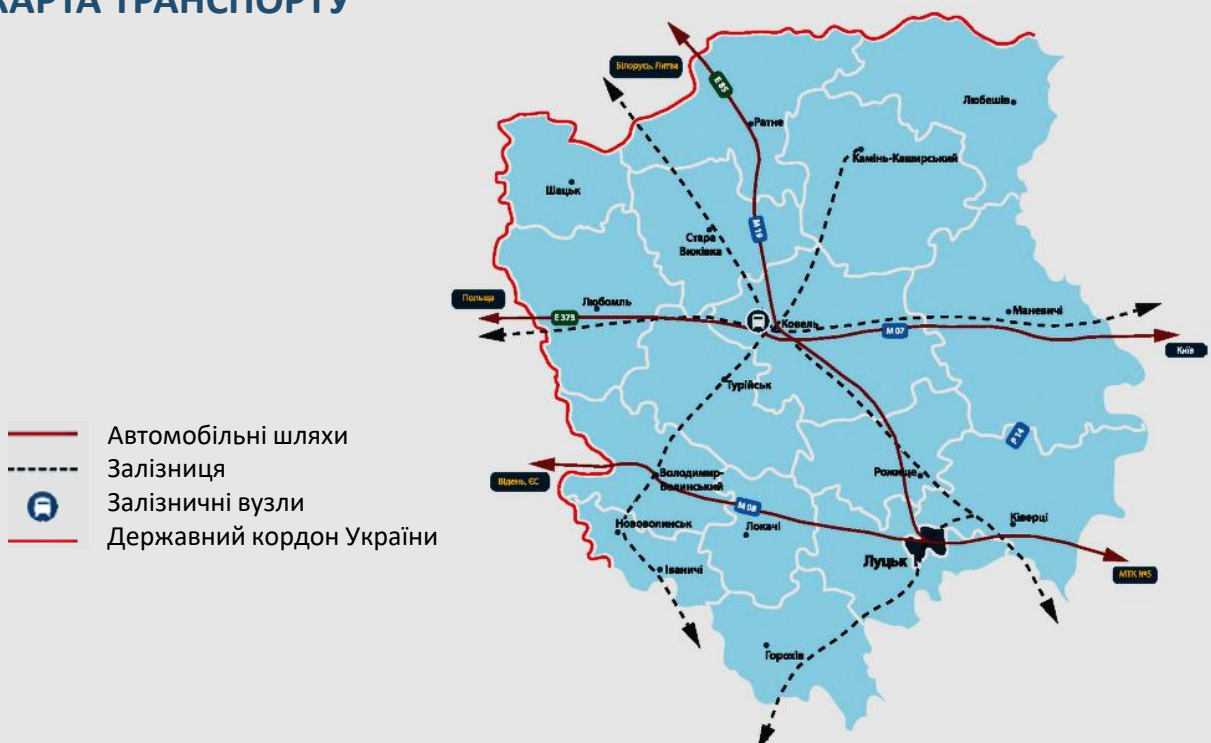 КАРТА ТРАНСПОРТУ
Білорусь, Литва
E 85
Любешів
Ратне
Камінь-Каширський
Шацьк
M 19
Стара
Вижівка
Польща
Любомль
E 373
Ковель
M 07
Маневичі
Київ
Турійськ
P 14
Автомобільні шляхи
Залізниця
Залізничні вузли
Державний кордон України
Відень, ЄС
Володимир-
Волинський
Рожище
M 08
Нововолинськ
Локачі
Ківерці
Луцьк
Іваничі
МТК №5
Горохів